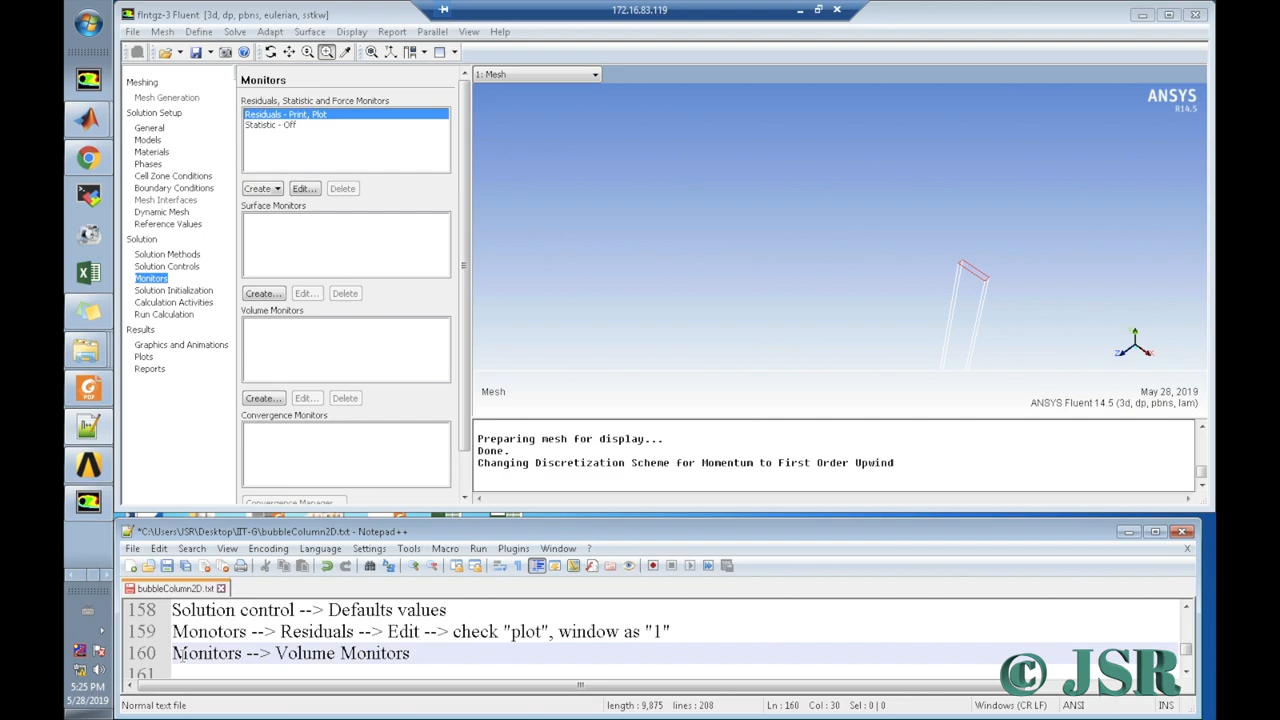 flntgz-3 Fluent [3d, dp, pbns, eulerian, sstkw]
172.16.83.119
File Mesh Define Solve Adapt Surface Display Report Parallel View Help
Meshing
Mesh Generation
Solution Setup
General
Models
Materials
Phases
Cell Zone Conditions
Boundary Conditions
Mesh Interfaces
Dynamic Mesh
Reference Values
Solution
Solution Methods
Solution Controls
Monitors
Solution Initialization
Calculation Activities
Run Calculation
Results
Graphics and Animations
Plots
Reports
Monitors
Residuals, Statistic and Force Monitors
Residuals - Print, Plot
Statistic - Off
Create Edit... Delete
Surface Monitors
Create... Edit... Delete
Volume Monitors
Create... Edit... Delete
Convergence Monitors
Convergence Manager...
1: Mesh
ANSYS
R14.5
Mesh
May 28, 2019
ANSYS Fluent 14.5 (3d, dp, pbns, lam)
Preparing mesh for display...
Done.
Changing Discretization Scheme for Momentum to First Order Upwind
*C:\Users\JSR\Desktop\IIT-G\bubbleColumn2D.txt - Notepad++
File Edit Search View Encoding Language Settings Tools Macro Run Plugins Window ?
X
bubbleColumn2D.txt
158 Solution control --> Defaults values
159 Monotors --> Residuals --> Edit --> check "plot", window as "1"
160 Monitors --> Volume Monitors
161
Normal text file length : 9,875 lines : 208 Ln : 160 Col : 30 Sel : 0 | 0 Windows (CR LF) ANSI INS
© JSR
PDF
5:25 PM
5/28/2019